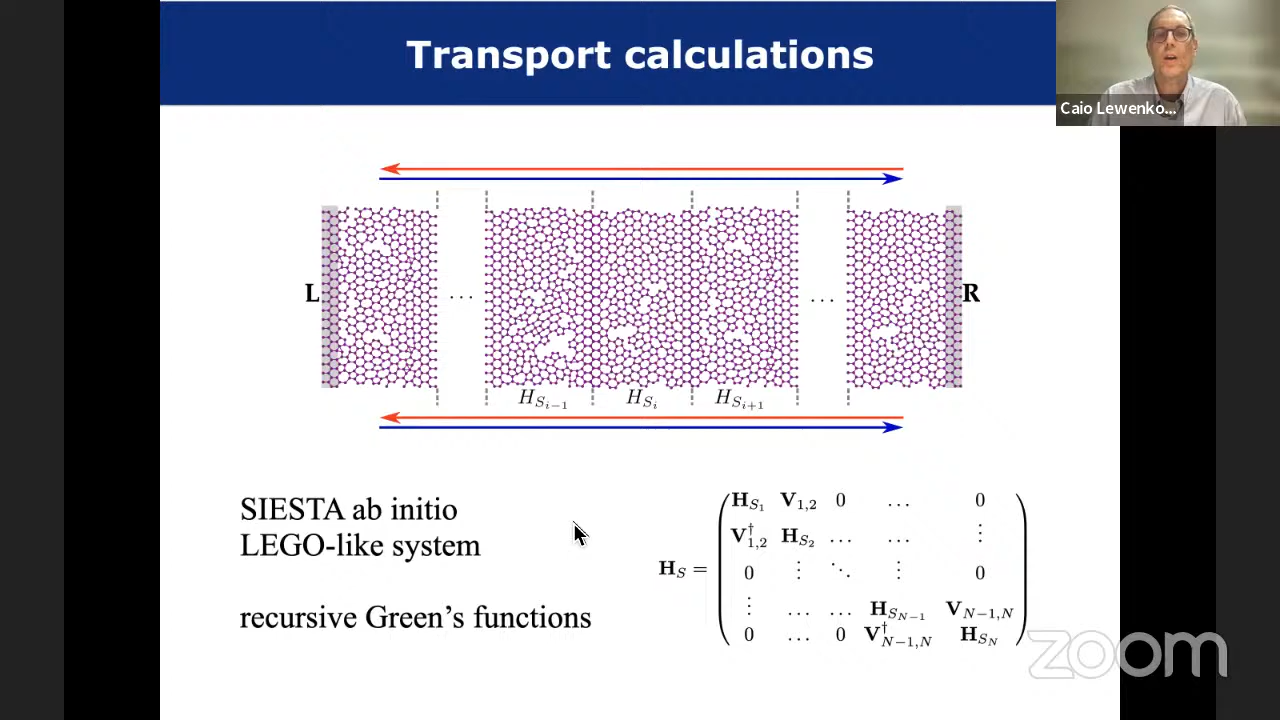 Transport calculations
Caio Lewenko...
L
...
...
R
H_{S_{i-1}} H_{S_i} H_{S_{i+1}}
SIESTA ab initio
LEGO-like system
recursive Green's functions
H_S =
H_{S_1} V_{1,2} 0 ... 0
V†_{1,2} H_{S_2} ... ... ⋮
0 ⋮ ⋱ ⋮ 0
⋮ ... ... H_{S_{N-1}} V_{N-1,N}
0 ... 0 V†_{N-1,N} H_{S_N}
zoom